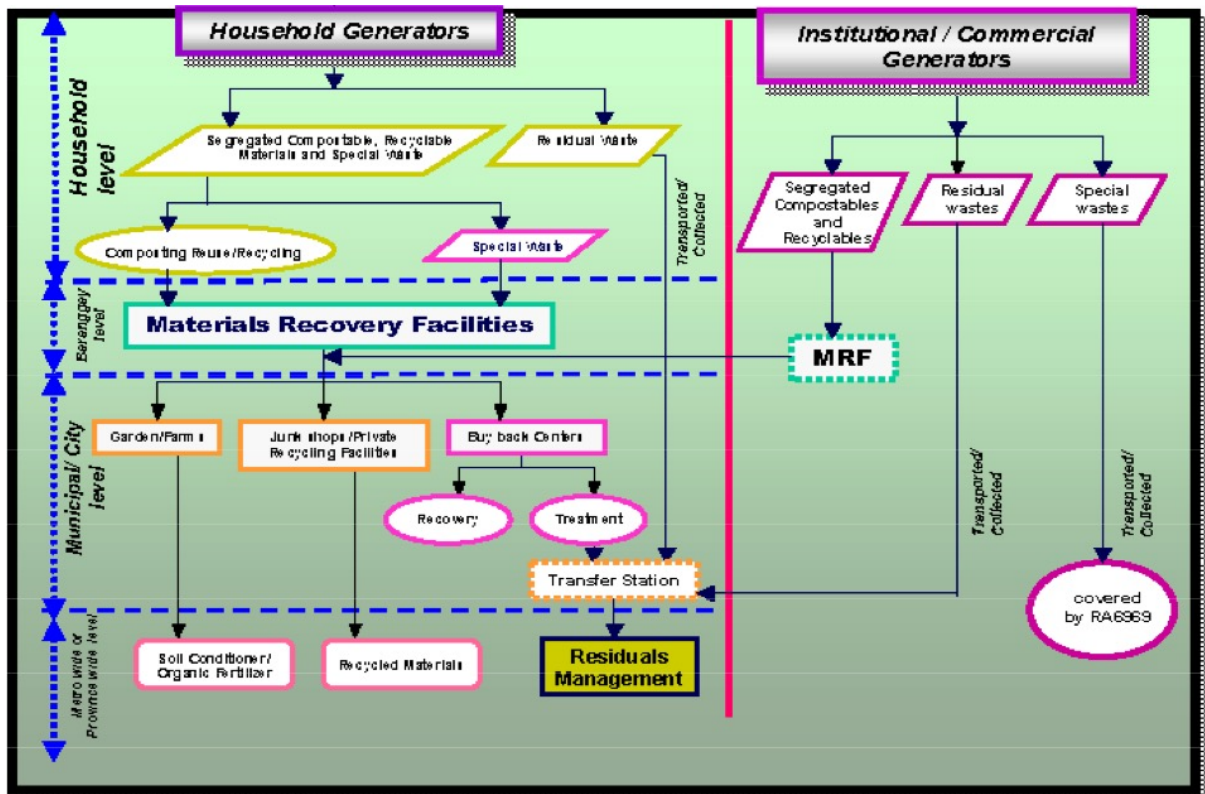 Household Generators
Institutional / Commercial
Generators
Household
level
Segregated Compostable, Recyclable
Materials and Special Waste
Residual Waste
Transported/
Collected
Segregated
Compostables
and
Recyclables
Residual
wastes
Special
wastes
Composting Reuse/Recycling
Special Waste
Barangay
level
Materials Recovery Facilities
MRF
Municipal/ City
level
Garden/Farms
Junk shops/Private
Recycling Facilities
Buy back Centers
Recovery
Treatment
Transported/
Collected
Transported/
Collected
Transfer Station
covered
by RA6969
Metro wide or
Province wide level
Soil Conditioner/
Organic Fertilizer
Recycled Materials
Residuals
Management